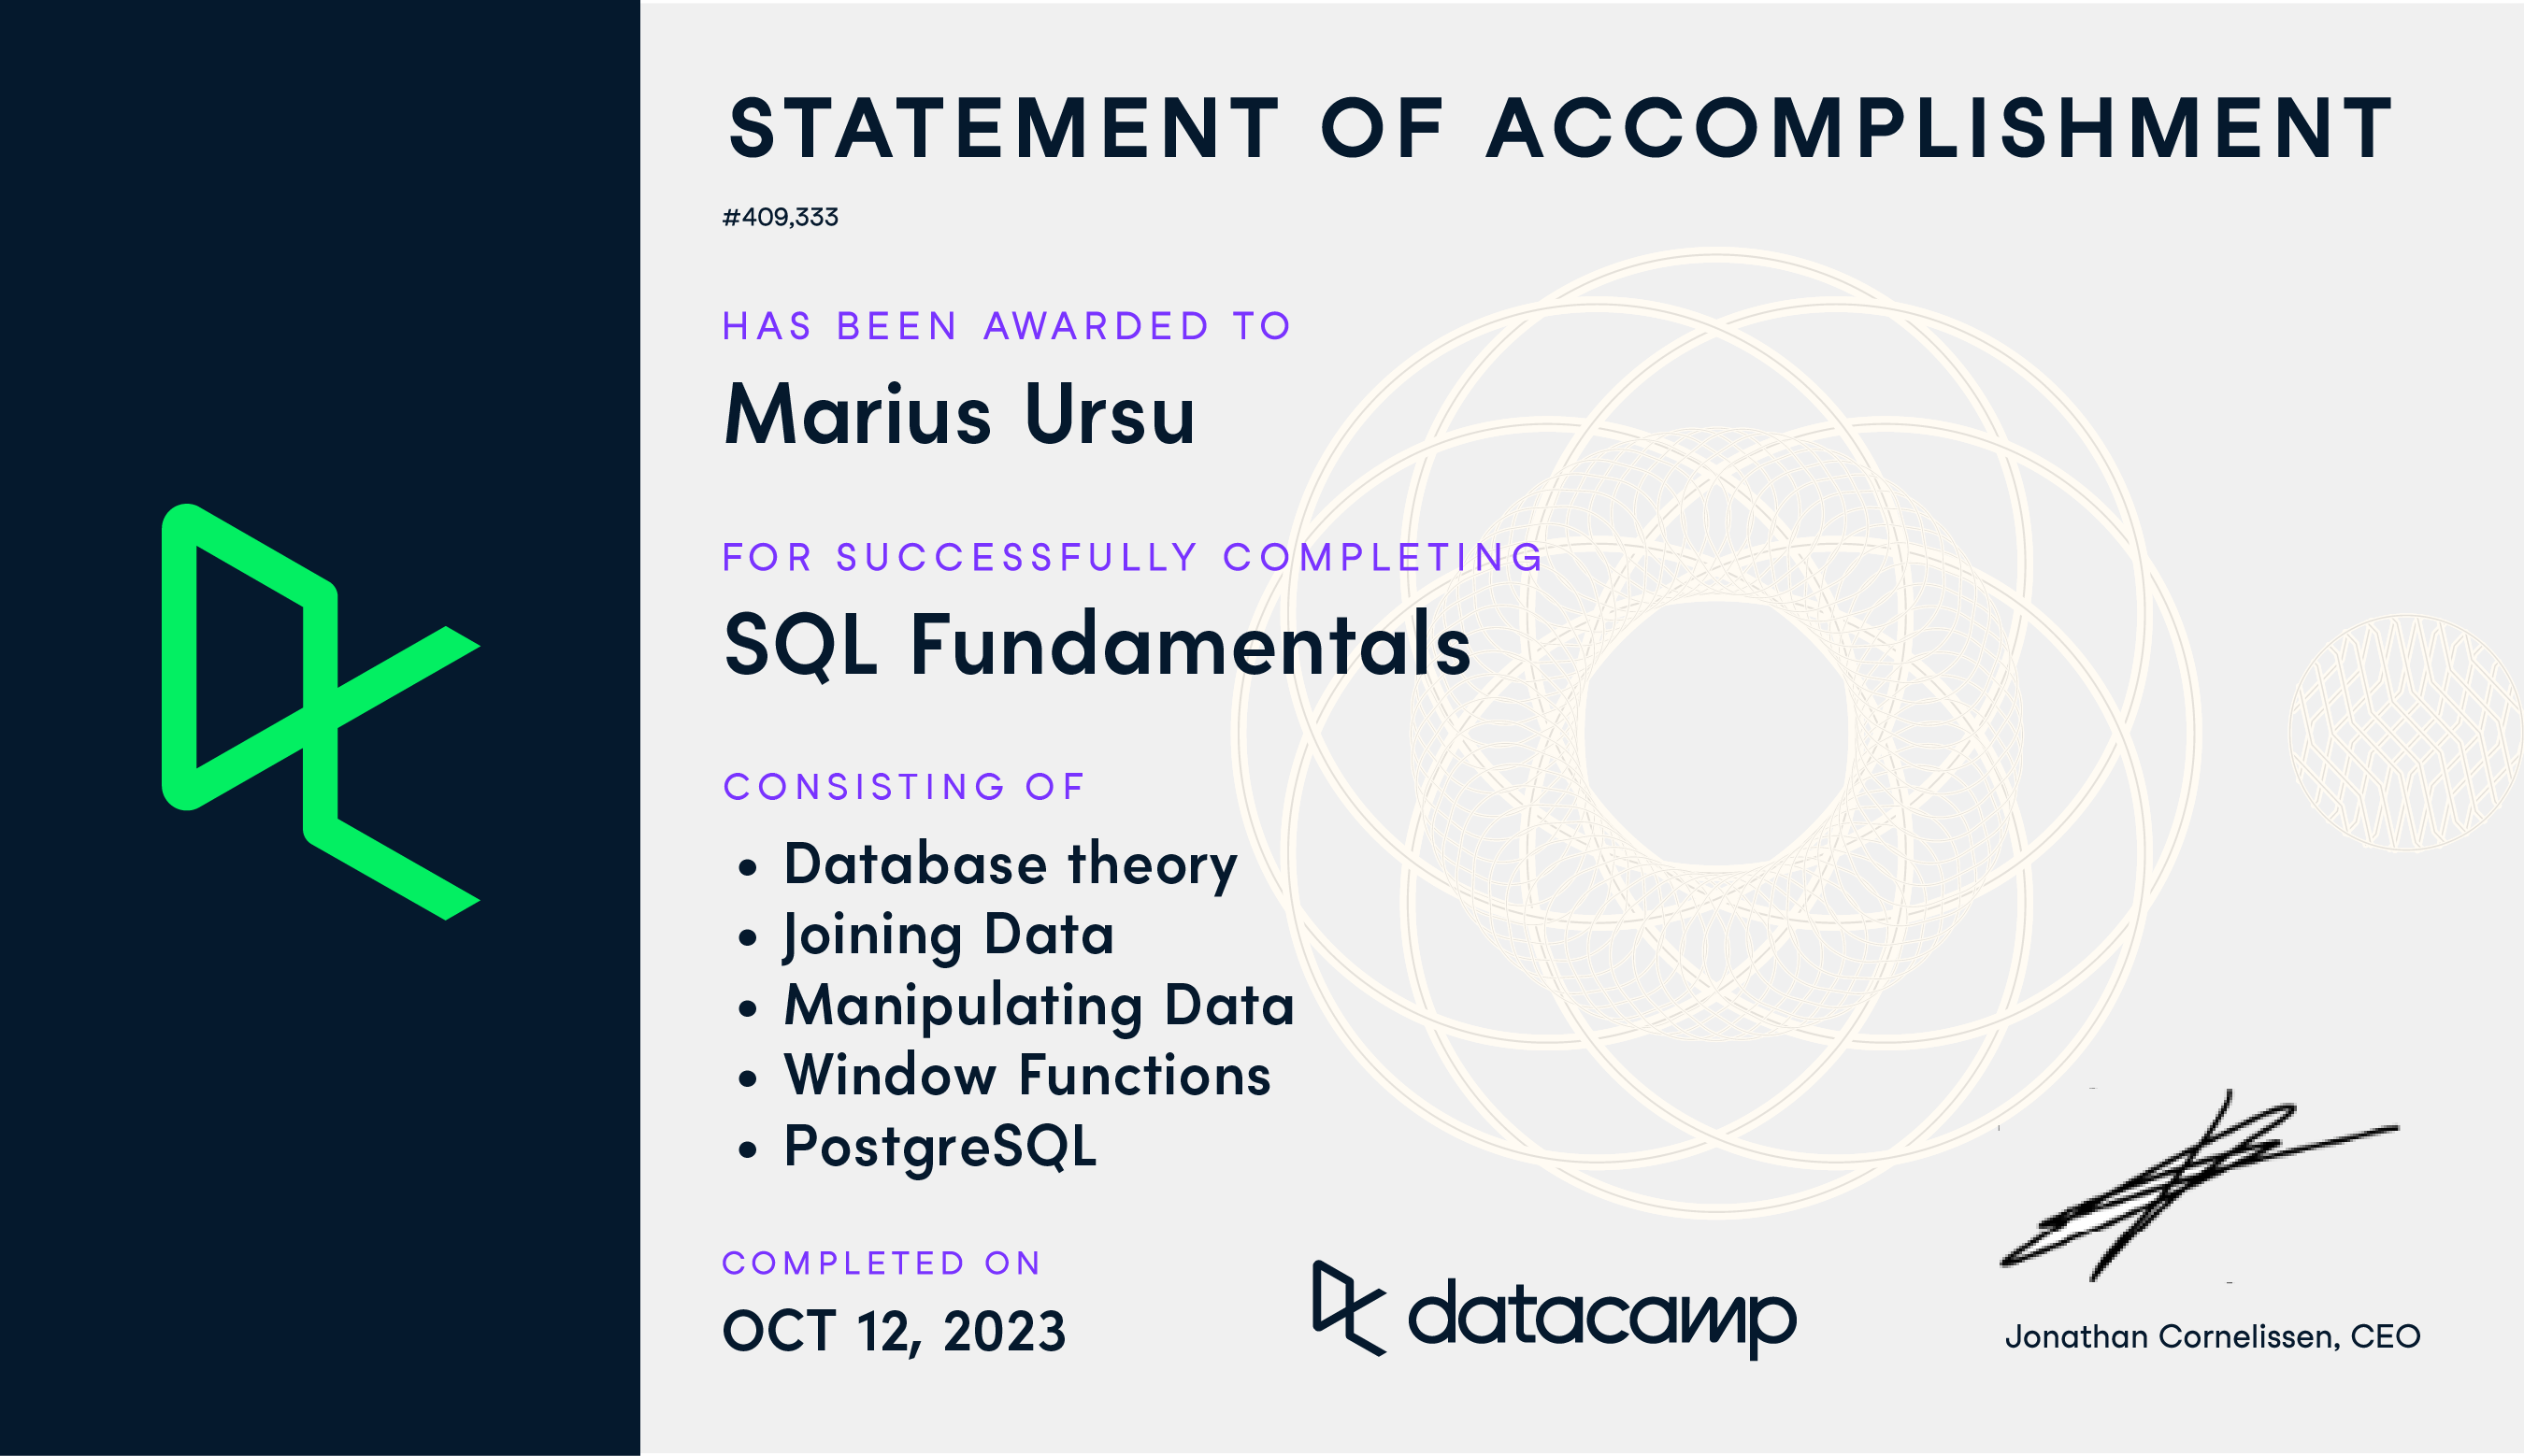 STATEMENT OF ACCOMPLISHMENT
#409,333
HAS BEEN AWARDED TO
Marius Ursu
FOR SUCCESSFULLY COMPLETING
SQL Fundamentals
CONSISTING OF
• Database theory
• Joining Data
• Manipulating Data
• Window Functions
• PostgreSQL
COMPLETED ON
OCT 12, 2023
datacamp
Jonathan Cornelissen, CEO